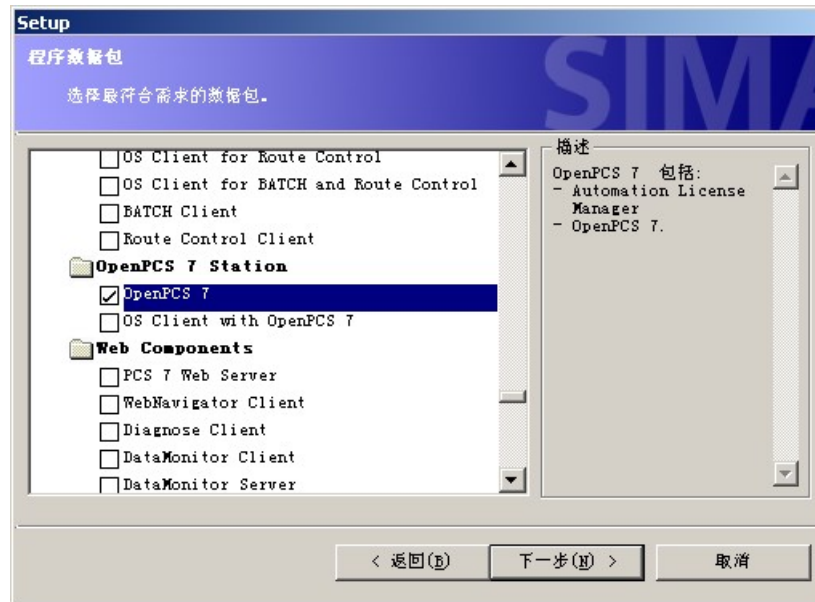 Setup
程序数据包
选择最符合需求的数据包。
SIMA
OS Client for Route Control
OS Client for BATCH and Route Control
BATCH Client
Route Control Client
OpenPCS 7 Station
OpenPCS 7
OS Client with OpenPCS 7
Web Components
PCS 7 Web Server
WebNavigator Client
Diagnose Client
DataMonitor Client
DataMonitor Server
描述
OpenPCS 7 包括:
- Automation License
Manager
- OpenPCS 7.
< 返回(B)
下一步(N) >
取消